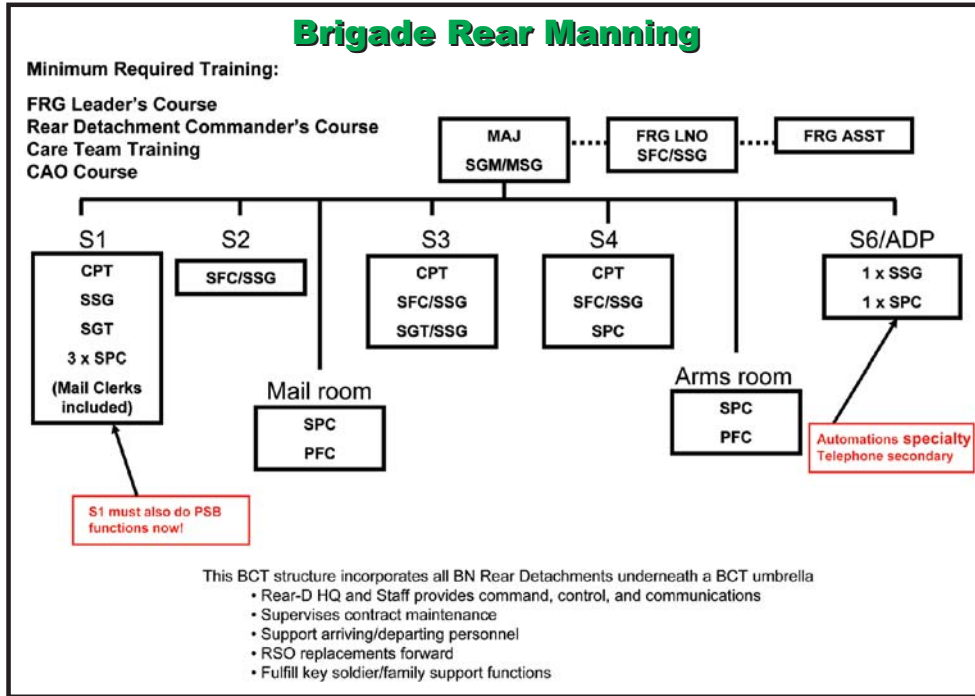 Brigade Rear Manning
Minimum Required Training:
FRG Leader's Course
Rear Detachment Commander's Course
Care Team Training
CAO Course
MAJ
SGM/MSG
FRG LNO
SFC/SSG
FRG ASST
S1
CPT
SSG
SGT
3 x SPC
(Mail Clerks
included)
S2
SFC/SSG
Mail room
SPC
PFC
S3
CPT
SFC/SSG
SGT/SSG
S4
CPT
SFC/SSG
SPC
Arms room
SPC
PFC
S6/ADP
1 x SSG
1 x SPC
S1 must also do PSB
functions now!
Automations specialty
Telephone secondary
This BCT structure incorporates all BN Rear Detachments underneath a BCT umbrella
• Rear-D HQ and Staff provides command, control, and communications
• Supervises contract maintenance
• Support arriving/departing personnel
• RSO replacements forward
• Fulfill key soldier/family support functions